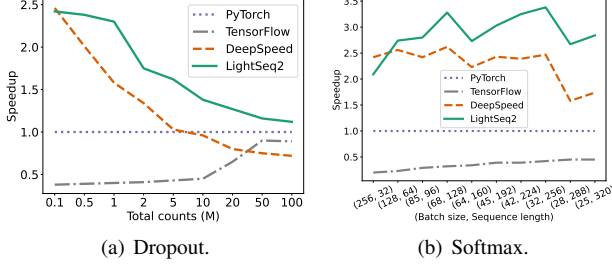 2.5
2.0
1.5
1.0
0.5
Speedup
PyTorch
TensorFlow
DeepSpeed
LightSeq2
0.1 0.5 1 2 5 10 20 50 100
Total counts (M)
(a) Dropout.
3.5
3.0
2.5
2.0
1.5
1.0
0.5
Speedup
PyTorch
TensorFlow
DeepSpeed
LightSeq2
(256, 32)
(128, 64)
(85, 96)
(68, 128)
(64, 160)
(45, 192)
(42, 224)
(32, 256)
(28, 288)
(25, 320)
(Batch size, Sequence length)
(b) Softmax.